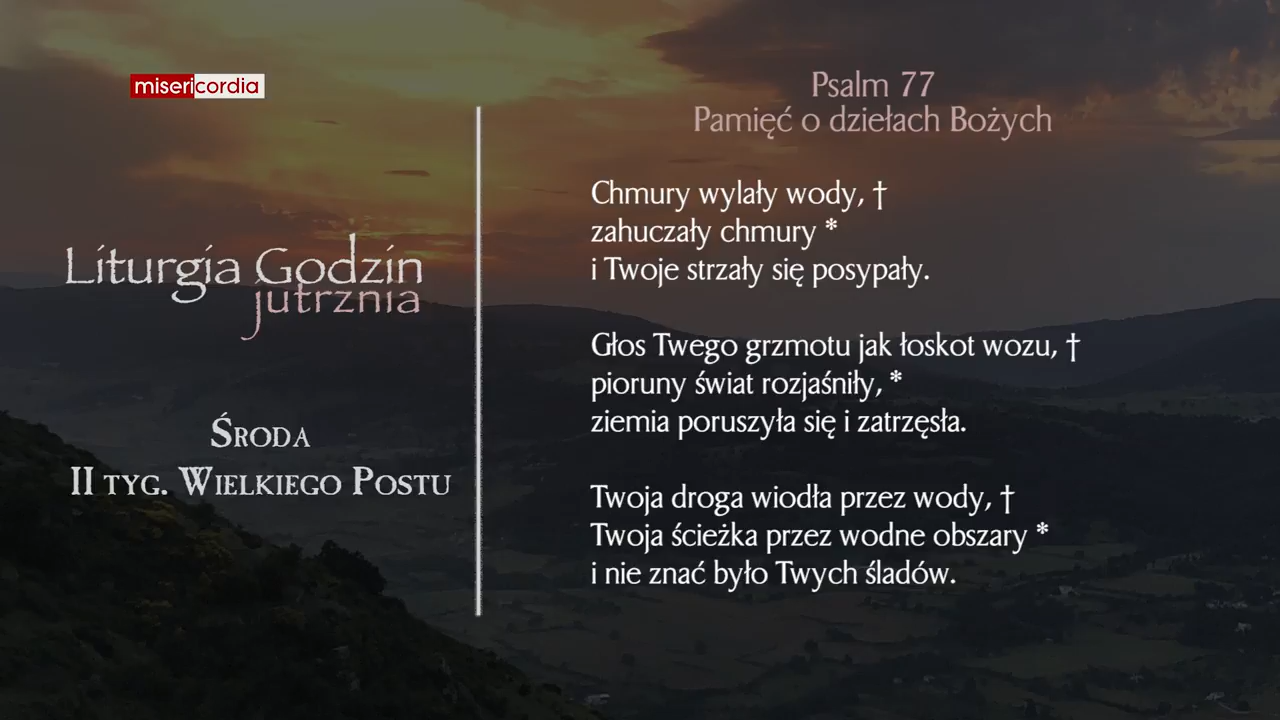 misericordia
Liturgia Godzin
jutrznia
Środa
II tyg. Wielkiego Postu
Psalm 77
Pamięć o dziełach Bożych
Chmury wylały wody, †
zahuczały chmury *
i Twoje strzały się posypały.
Głos Twego grzmotu jak łoskot wozu, †
pioruny świat rozjaśniły, *
ziemia poruszyła się i zatrzęsła.
Twoja droga wiodła przez wody, †
Twoja ścieżka przez wodne obszary *
i nie znać było Twych śladów.